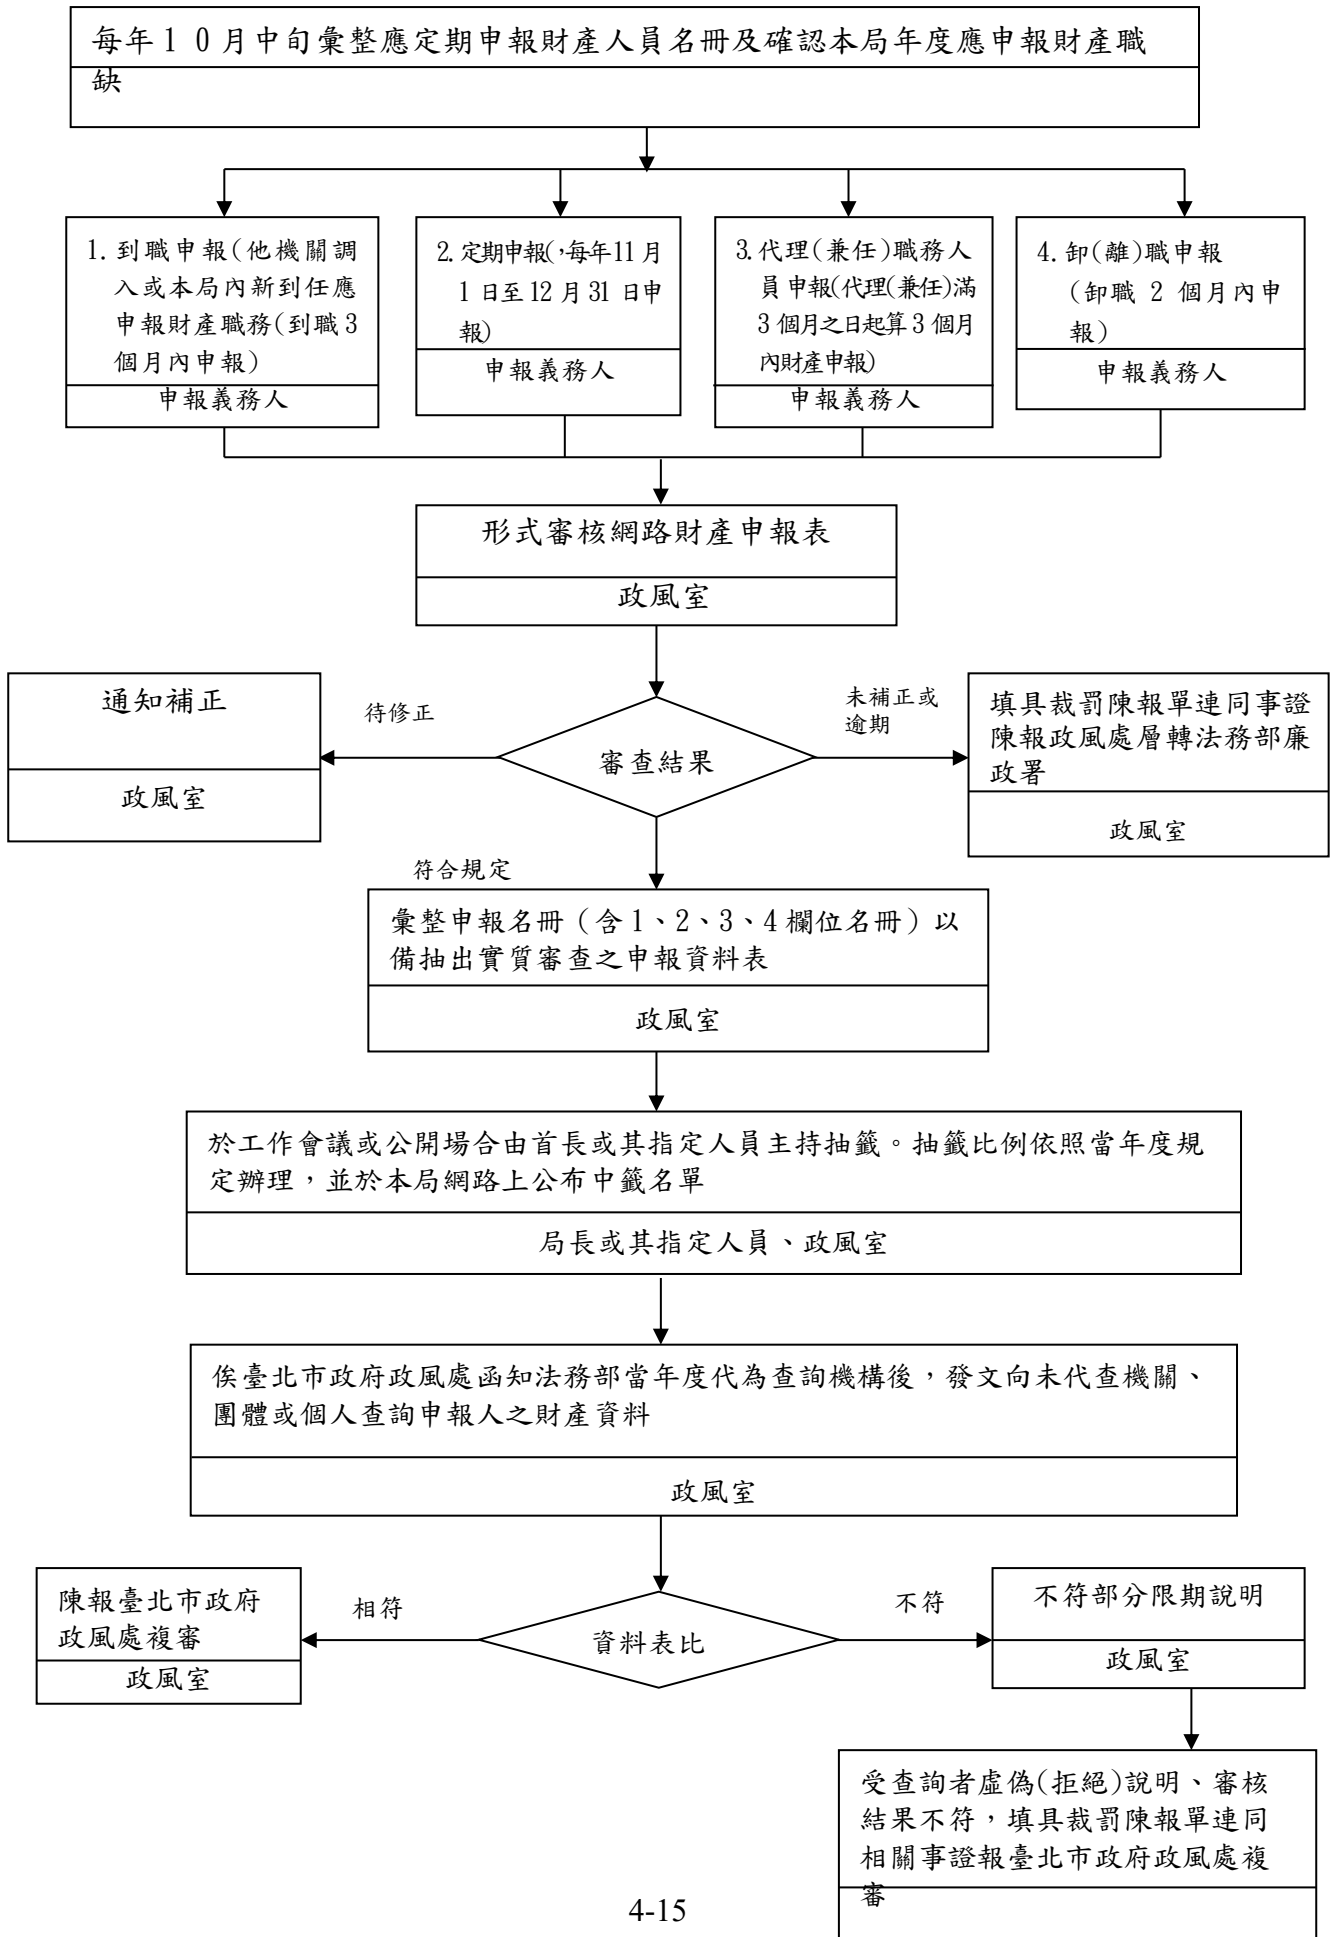 每年10月中旬彙整應定期申報財產人員名冊及確認本局年度應申報財產職
缺
1. 到職申報(他機關調
入或本局內新到任應
申報財產職務(到職3
個月內申報)
申報義務人
2. 定期申報(,每年11月
1日至12月31日申
報)
申報義務人
3. 代理(兼任)職務人
員申報(代理(兼任)滿
3個月之日起算3個月
內財產申報)
申報義務人
4. 卸(離)職申報
(卸職 2 個月內申
報)
申報義務人
形式審核網路財產申報表
政風室
通知補正
政風室
待修正
審查結果
未補正或
逾期
填具裁罰陳報單連同事證
陳報政風處層轉法務部廉
政署
政風室
符合規定
彙整申報名冊（含1、2、3、4欄位名冊）以
備抽出實質審查之申報資料表
政風室
於工作會議或公開場合由首長或其指定人員主持抽籤。抽籤比例依照當年度規
定辦理，並於本局網路上公布中籤名單
局長或其指定人員、政風室
俟臺北市政府政風處函知法務部當年度代為查詢機構後，發文向未代查機關、
團體或個人查詢申報人之財產資料
政風室
陳報臺北市政府
政風處複審
政風室
相符
資料表比
不符
不符部分限期說明
政風室
受查詢者虛偽(拒絕)說明、審核
結果不符，填具裁罰陳報單連同
相關事證報臺北市政府政風處複
審
4-15